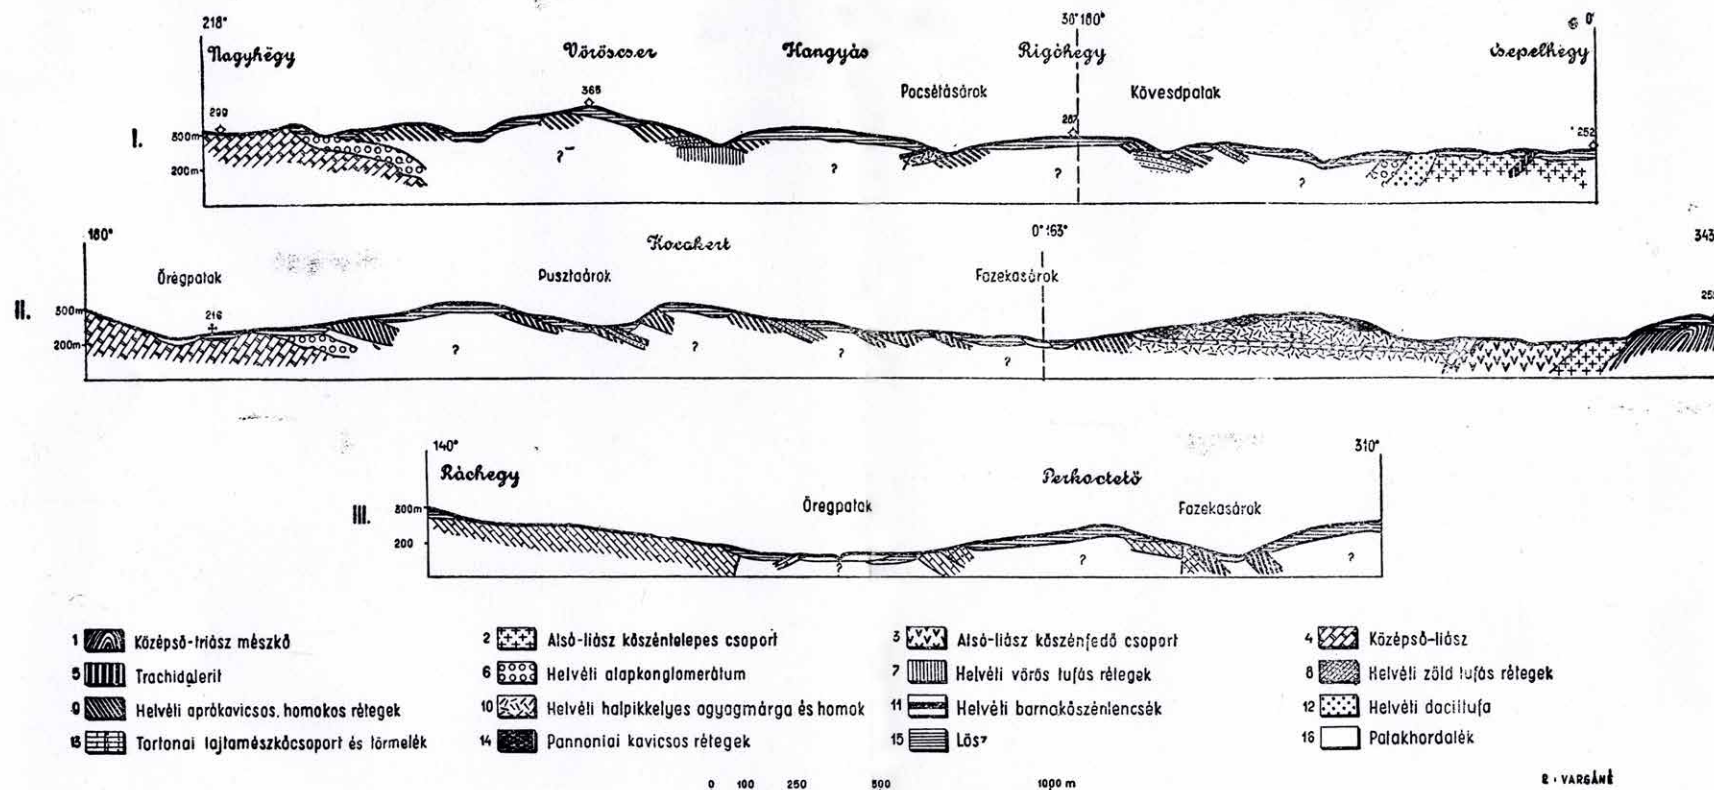 218° 30° 180° 0°
Nagyhegy Vöröscser Hangyás Rigóhegy Csepelhegy
Pocsétásárok Kövesdpatak
365
299 287 252
I. 300m
200m ? ? ? ?
180° Kocakert 0° 163° 343
Öregpatak Pusztaárok Fazekasárok
II. 300m 216
200m ? ? ? ?
140° 310°
Ráchegy Perkoctető
III. 300m Öregpatak Fazekasárok
200 ? ? ?
1 Középső-triász mészkő 2 Alsó-liász kőszéntelepes csoport 3 Alsó-liász kőszénfedő csoport 4 Középső-liász
5 Trachidolerit 6 Helvéti alapkonglomerátum 7 Helvéti vörös tufás rétegek 8 Helvéti zöld tufás rétegek
9 Helvéti aprókavicsos, homokos rétegek 10 Helvéti halpikkelyes agyagmárga és homok 11 Helvéti barnakőszénlencsék 12 Helvéti dacittufa
13 Tortonai lajtamészkőcsoport és törmelék 14 Pannoniai kavicsos rétegek 15 Lösz 16 Patakhordalék
0 100 250 500 1000 m
VARGÁNÉ